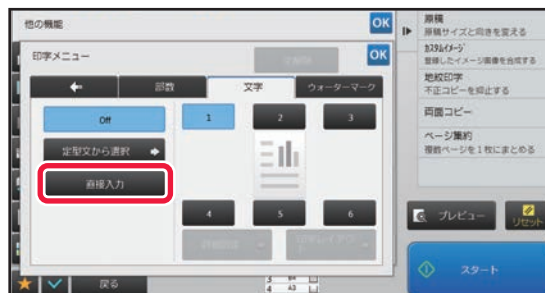 他の機能
OK
原稿
原稿サイズと向きを変える
カスタムイメージ
登録したイメージ画像を合成する
地紋印字
不正コピーを抑止する
両面コピー
ページ集約
複数ページを1枚にまとめる
印字メニュー
OK
部数
文字
ウォーターマーク
Off
定型文から選択
直接入力
1
2
3
4
5
6
プレビュー
リセット
スタート
戻る
3 B4
4 A3